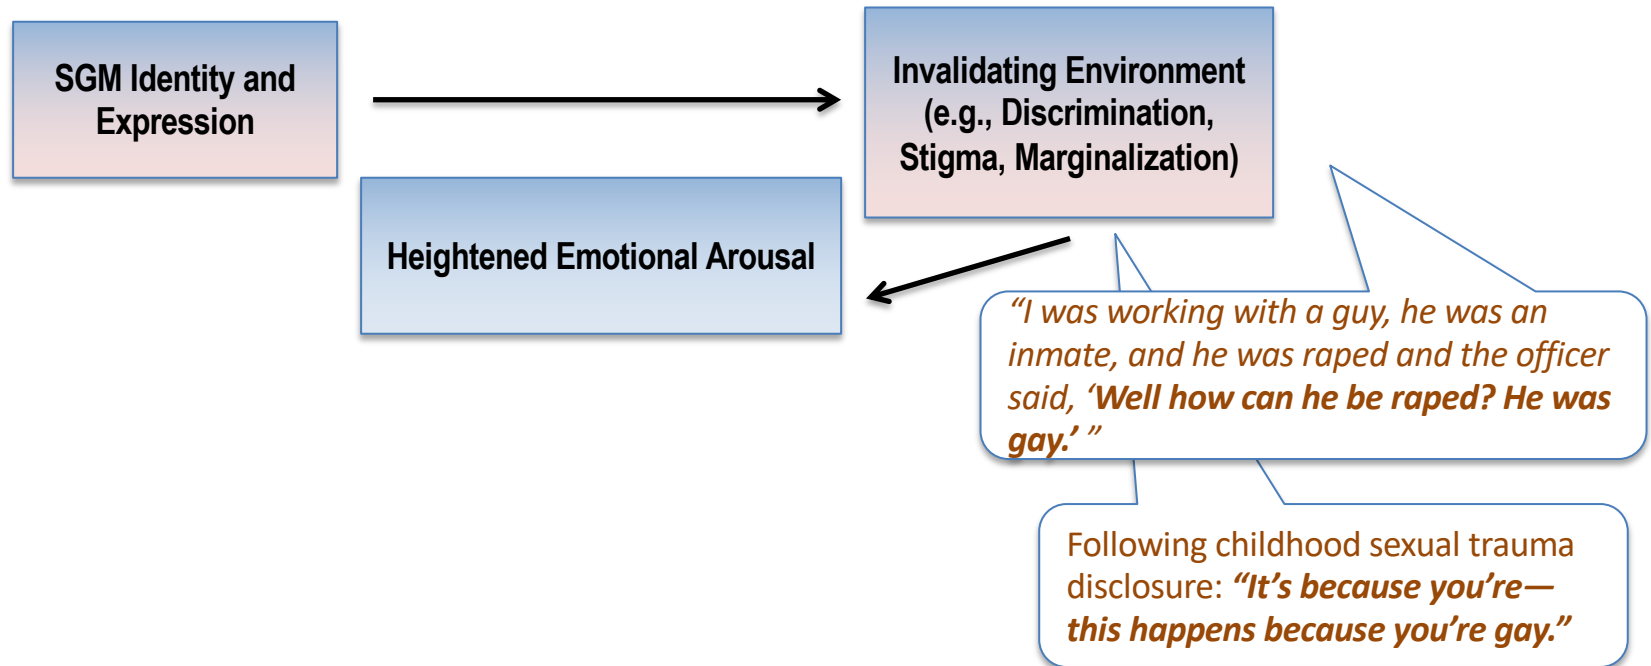 SGM Identity and
Expression
Invalidating Environment
(e.g., Discrimination,
Stigma, Marginalization)
Heightened Emotional Arousal
“I was working with a guy, he was an
inmate, and he was raped and the officer
said, ‘Well how can he be raped? He was
gay.’ ”
Following childhood sexual trauma
disclosure: “It’s because you’re—
this happens because you’re gay.”